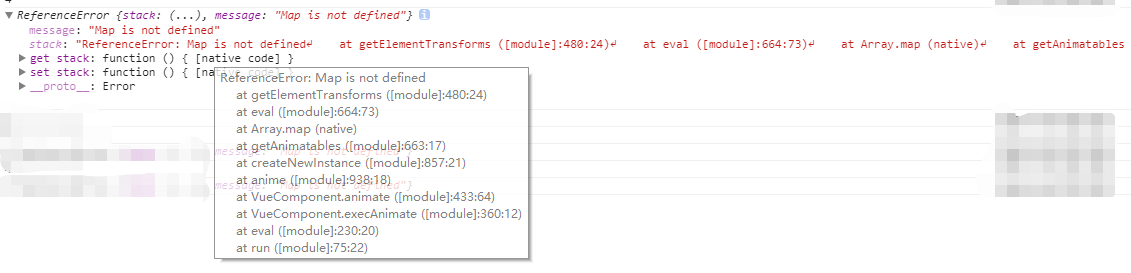 ReferenceError {stack: (...), message: "Map is not defined"}
message: "Map is not defined"
stack: "ReferenceError: Map is not defined↵ at getElementTransforms ([module]:480:24)↵ at eval ([module]:664:73)↵ at Array.map (native)↵ at getAnimatables
get stack: function () { [native code] }
set stack: function () { [native code] }
__proto__: Error
ReferenceError: Map is not defined
at getElementTransforms ([module]:480:24)
at eval ([module]:664:73)
at Array.map (native)
at getAnimatables ([module]:663:17)
at createNewInstance ([module]:857:21)
at anime ([module]:938:18)
at VueComponent.animate ([module]:433:64)
at VueComponent.execAnimate ([module]:360:12)
at eval ([module]:230:20)
at run ([module]:75:22)